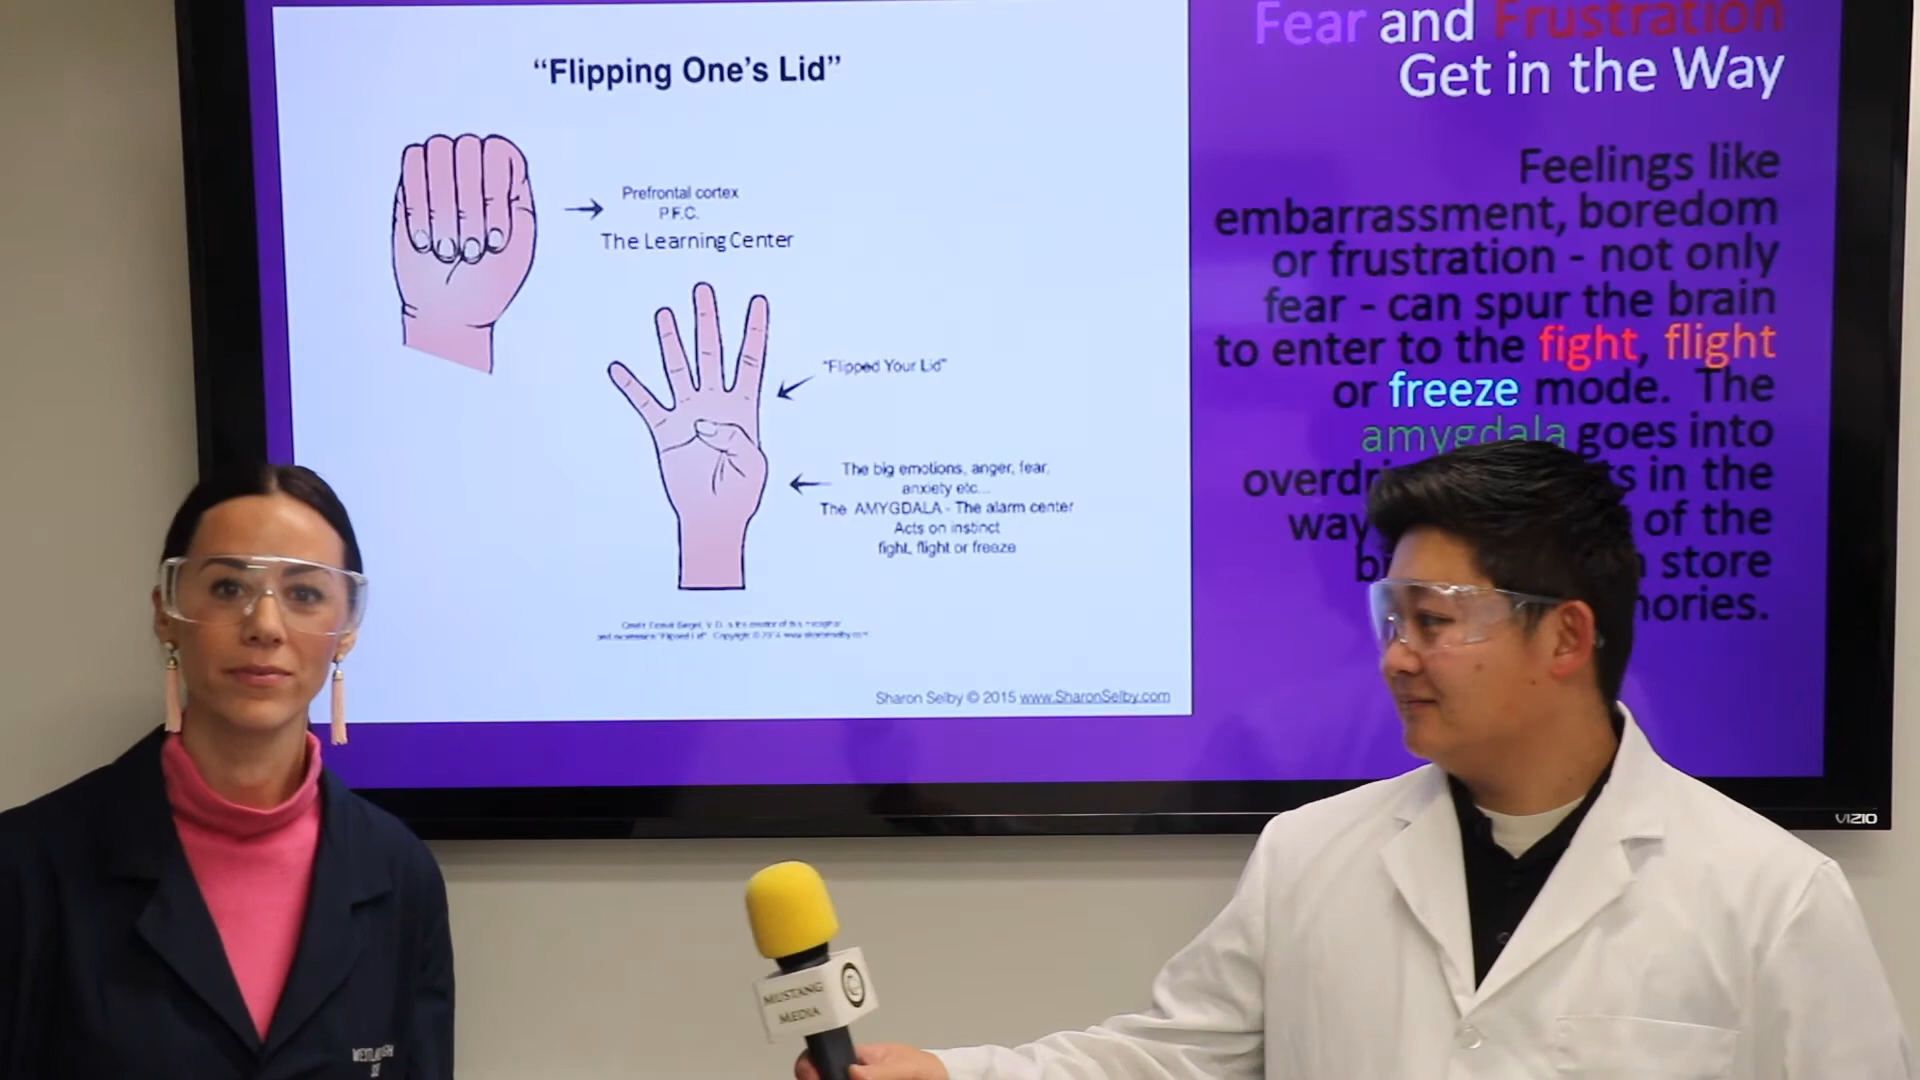 "Flipping One's Lid"
Prefrontal cortex
P.F.C.
The Learning Center
"Flipped Your Lid"
The big emotions, anger, fear,
anxiety etc...
The AMYGDALA - The alarm center
Acts on instinct
fight, flight or freeze
Sharon Selby © 2015 www.SharonSelby.com
Fear and Frustration
Get in the Way
Feelings like
embarrassment, boredom
or frustration - not only
fear - can spur the brain
to enter to the fight, flight
or freeze mode. The
amygdala goes into
in the
way of the
store
VIZIO
MUSTANG
MEDIA